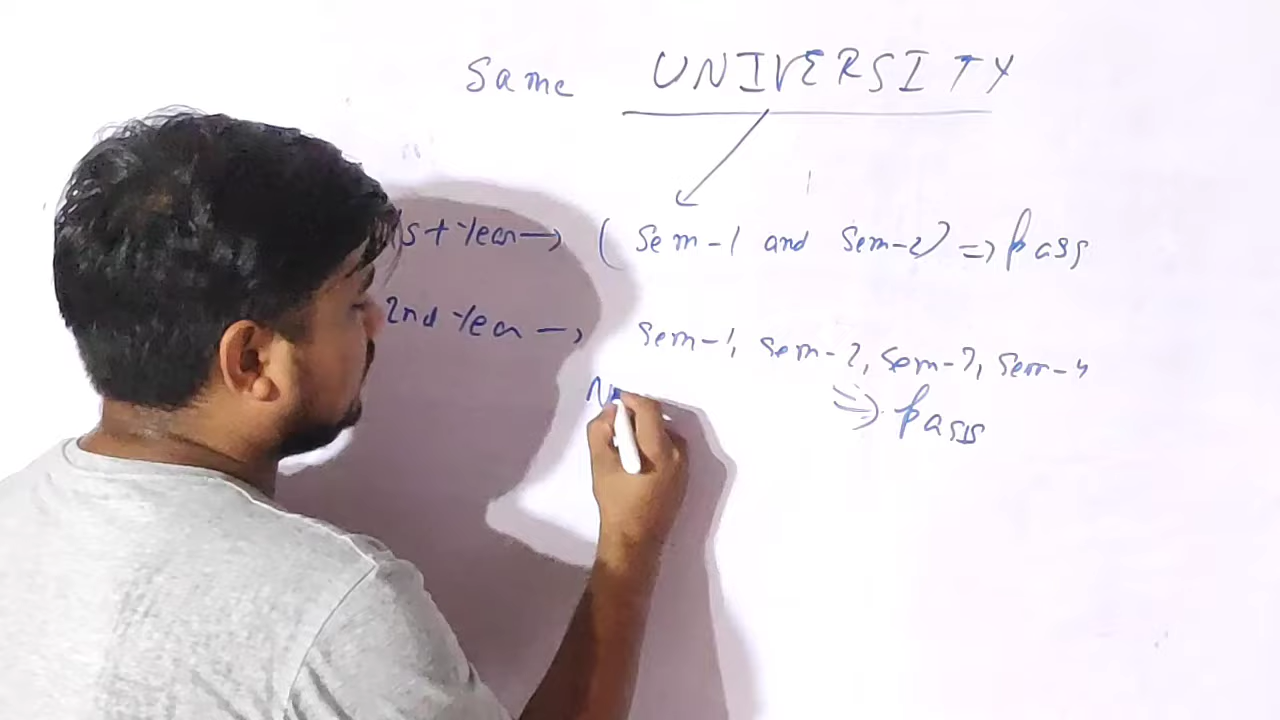 Same UNIVERSITY
1st Year → (Sem-1 and Sem-2) => Pass
2nd Year → Sem-1, Sem-2, Sem-3, Sem-4
=> Pass
N